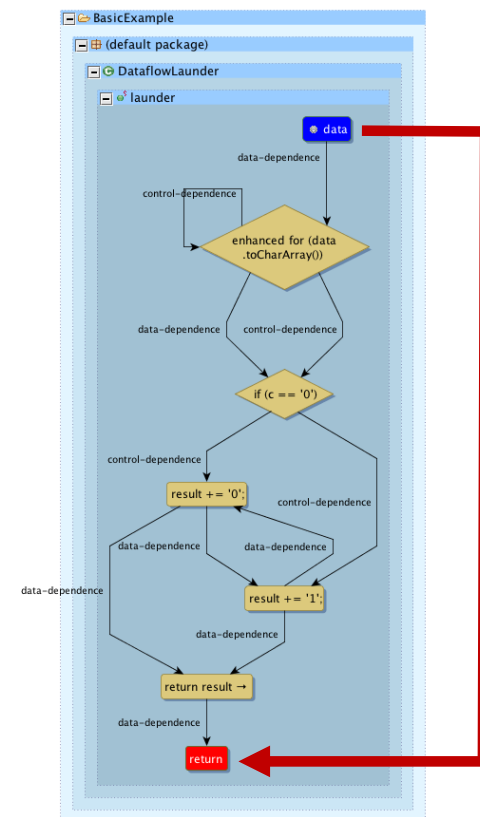 BasicExample
(default package)
DataflowLaunder
launder
data
data-dependence
control-dependence
enhanced for (data
.toCharArray())
data-dependence
control-dependence
if (c == '0')
control-dependence
result += '0';
control-dependence
data-dependence
data-dependence
data-dependence
result += '1';
data-dependence
return result →
data-dependence
return